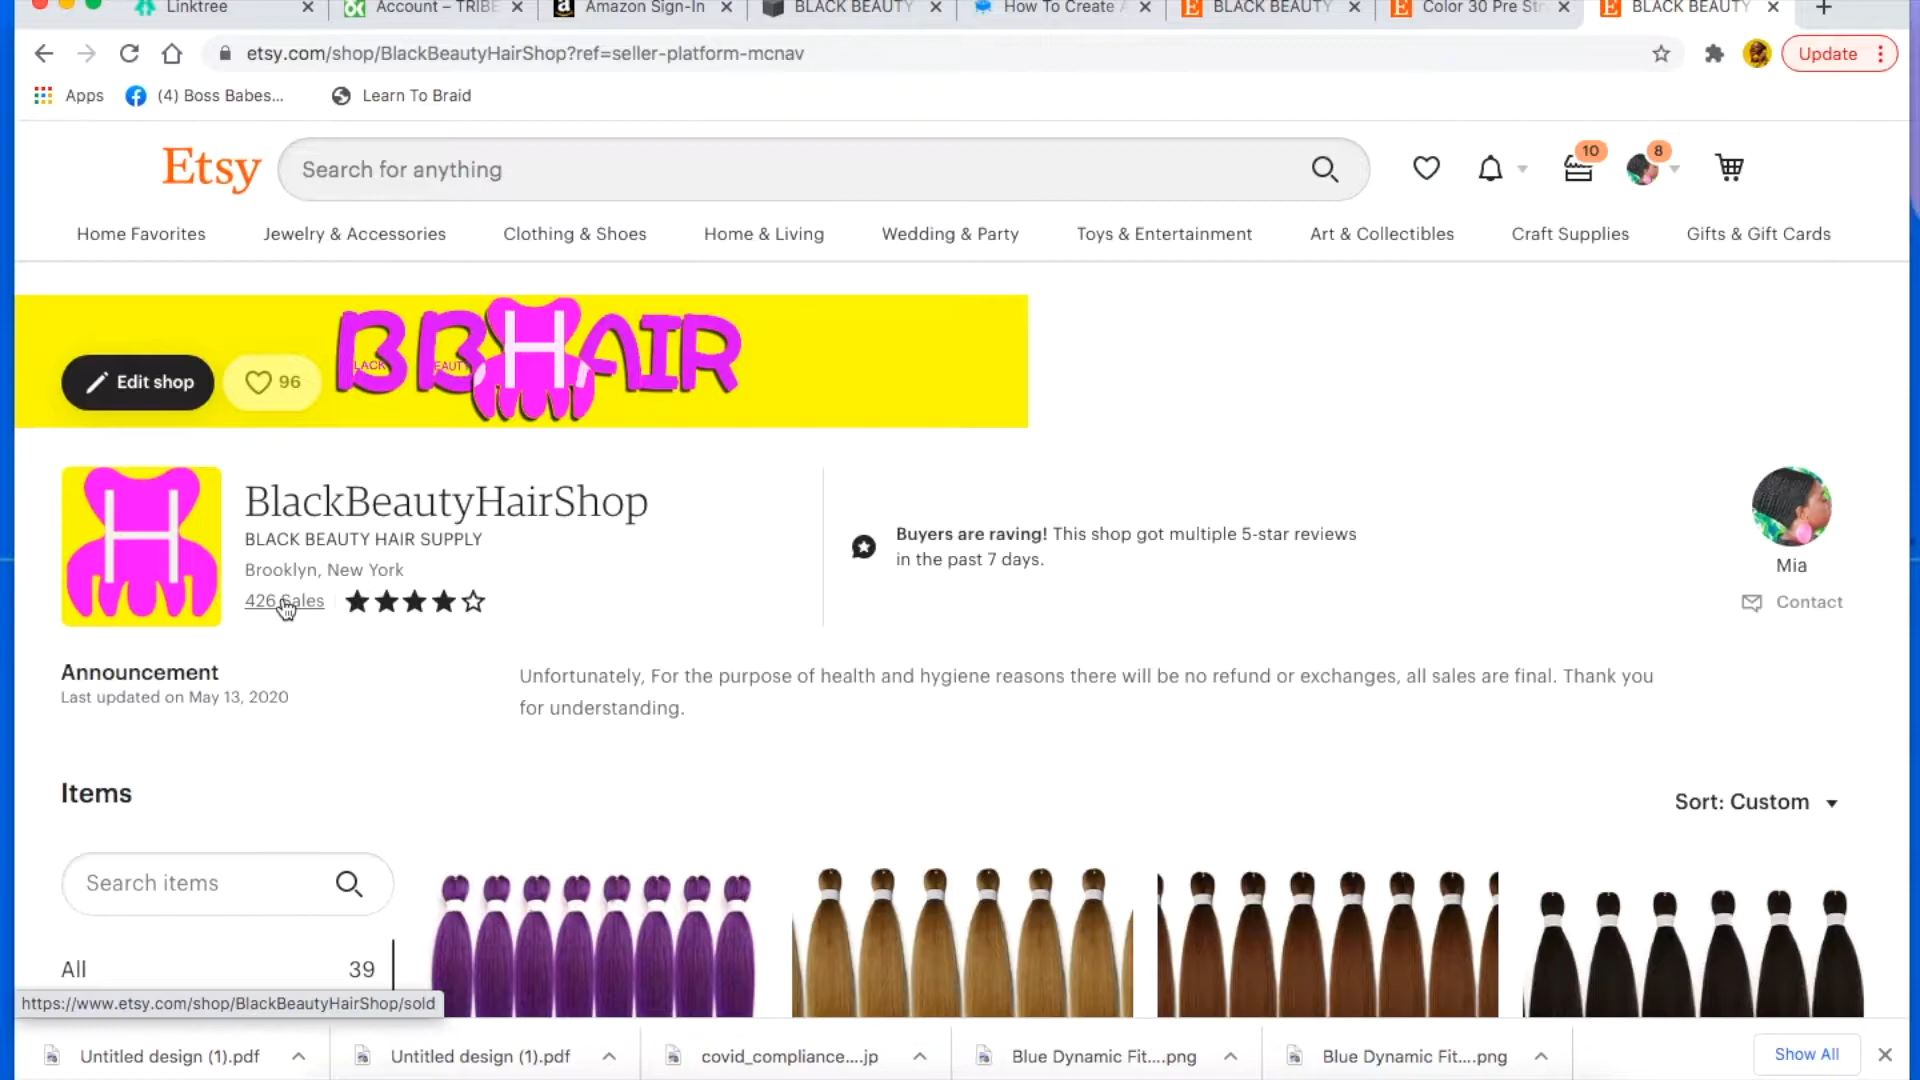 Linktree
Account – TRIBE
Amazon Sign-In
BLACK BEAUTY
How To Create A
BLACK BEAUTY
Color 30 Pre Str
BLACK BEAUTY
etsy.com/shop/BlackBeautyHairShop?ref=seller-platform-mcnav
Update
Apps
(4) Boss Babes...
Learn To Braid
Etsy
Search for anything
10
8
Home Favorites
Jewelry & Accessories
Clothing & Shoes
Home & Living
Wedding & Party
Toys & Entertainment
Art & Collectibles
Craft Supplies
Gifts & Gift Cards
BBHAIR
LACK
EAUTY
Edit shop
96
H
BlackBeautyHairShop
BLACK BEAUTY HAIR SUPPLY
Brooklyn, New York
426 Sales
Buyers are raving! This shop got multiple 5-star reviews
in the past 7 days.
Mia
Contact
Announcement
Last updated on May 13, 2020
Unfortunately, For the purpose of health and hygiene reasons there will be no refund or exchanges, all sales are final. Thank you
for understanding.
Items
Sort: Custom
Search items
All
39
https://www.etsy.com/shop/BlackBeautyHairShop/sold
Untitled design (1).pdf
Untitled design (1).pdf
covid_compliance....jp
Blue Dynamic Fit....png
Blue Dynamic Fit....png
Show All